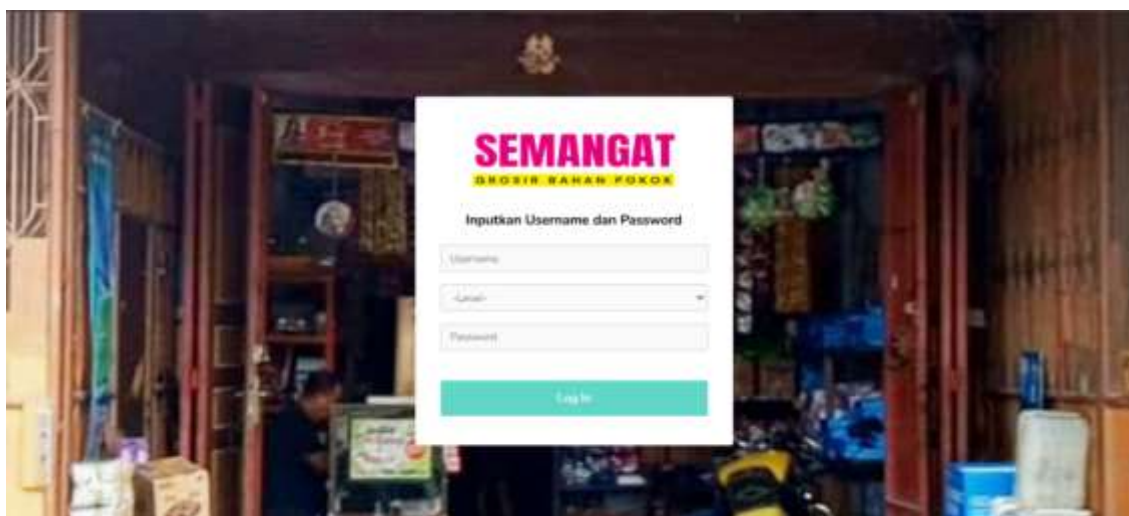 SEMANGAT
GROSIR BAHAN POKOK
Inputkan Username dan Password
Username
-Level-
Password
Log In